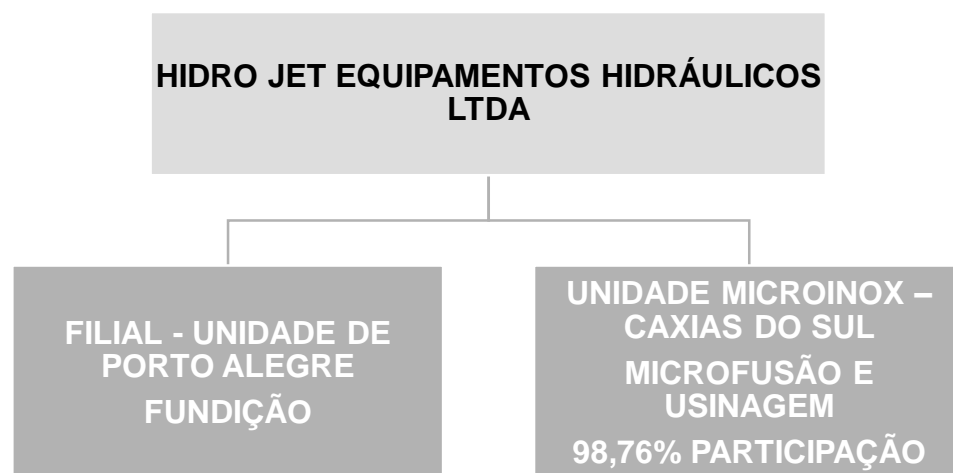 HIDRO JET EQUIPAMENTOS HIDRÁULICOS
LTDA
FILIAL - UNIDADE DE
PORTO ALEGRE
FUNDIÇÃO
UNIDADE MICROINOX –
CAXIAS DO SUL
MICROFUSÃO E
USINAGEM
98,76% PARTICIPAÇÃO